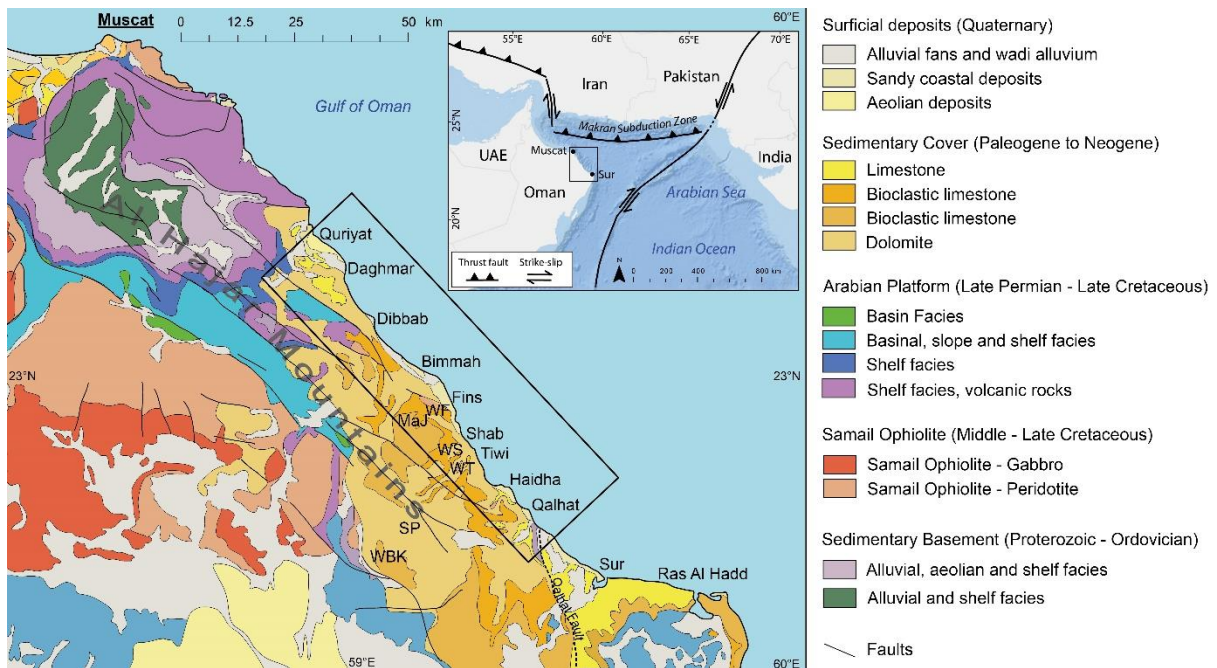 Muscat
0 12.5 25 50 km
Gulf of Oman
Al Hajar Mountains
Quriyat
Daghmar
Dibbab
Bimmah
Fins
WF
MaJ
Shab
WS
Tiwi
WT
Haidha
Qalhat
SP
WBK
Sur
Ras Al Hadd
Qalhat Fault
23°N
23°N
59°E
60°E
60°E
55°E 60°E 65°E 70°E
25°N
20°N
Iran
Pakistan
Makran Subduction Zone
UAE
Muscat
Sur
Oman
India
Arabian Sea
Indian Ocean
Thrust fault
Strike-slip
N
0 200 400 800 km
Surficial deposits (Quaternary)
Alluvial fans and wadi alluvium
Sandy coastal deposits
Aeolian deposits
Sedimentary Cover (Paleogene to Neogene)
Limestone
Bioclastic limestone
Bioclastic limestone
Dolomite
Arabian Platform (Late Permian - Late Cretaceous)
Basin Facies
Basinal, slope and shelf facies
Shelf facies
Shelf facies, volcanic rocks
Samail Ophiolite (Middle - Late Cretaceous)
Samail Ophiolite - Gabbro
Samail Ophiolite - Peridotite
Sedimentary Basement (Proterozoic - Ordovician)
Alluvial, aeolian and shelf facies
Alluvial and shelf facies
Faults